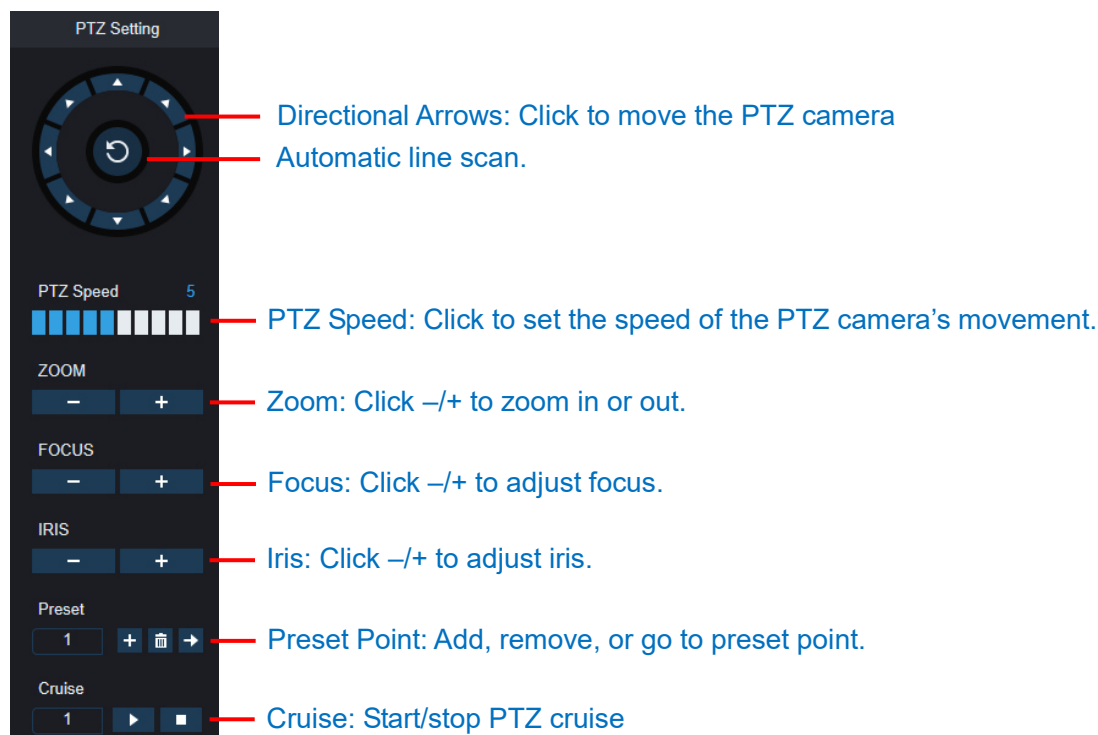 PTZ Setting
Directional Arrows: Click to move the PTZ camera
Automatic line scan.
PTZ Speed 5
PTZ Speed: Click to set the speed of the PTZ camera’s movement.
ZOOM
– +
Zoom: Click –/+ to zoom in or out.
FOCUS
– +
Focus: Click –/+ to adjust focus.
IRIS
– +
Iris: Click –/+ to adjust iris.
Preset
1 +
Preset Point: Add, remove, or go to preset point.
Cruise
1
Cruise: Start/stop PTZ cruise